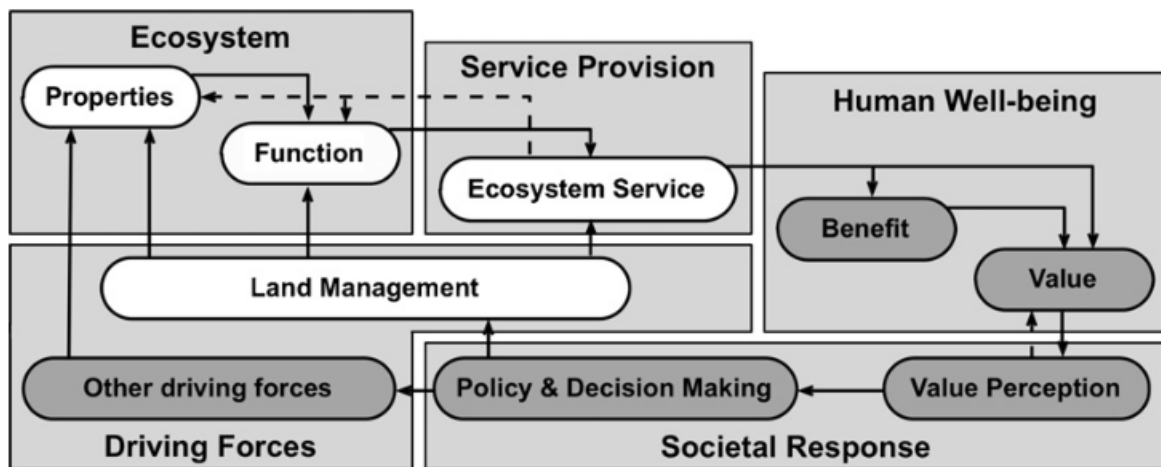 Ecosystem
Properties
Function
Service Provision
Ecosystem Service
Human Well-being
Benefit
Value
Land Management
Other driving forces
Driving Forces
Policy & Decision Making
Value Perception
Societal Response